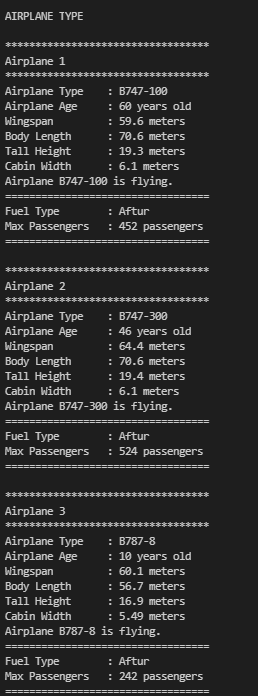 AIRPLANE TYPE
**********************************
Airplane 1
**********************************
Airplane Type    : B747-100
Airplane Age     : 60 years old
Wingspan         : 59.6 meters
Body Length      : 70.6 meters
Tall Height      : 19.3 meters
Cabin Width      : 6.1 meters
Airplane B747-100 is flying.
==================================
Fuel Type        : Aftur
Max Passengers   : 452 passengers
==================================
**********************************
Airplane 2
**********************************
Airplane Type    : B747-300
Airplane Age     : 46 years old
Wingspan         : 64.4 meters
Body Length      : 70.6 meters
Tall Height      : 19.4 meters
Cabin Width      : 6.1 meters
Airplane B747-300 is flying.
==================================
Fuel Type        : Aftur
Max Passengers   : 524 passengers
==================================
**********************************
Airplane 3
**********************************
Airplane Type    : B787-8
Airplane Age     : 10 years old
Wingspan         : 60.1 meters
Body Length      : 56.7 meters
Tall Height      : 16.9 meters
Cabin Width      : 5.49 meters
Airplane B787-8 is flying.
==================================
Fuel Type        : Aftur
Max Passengers   : 242 passengers
==================================